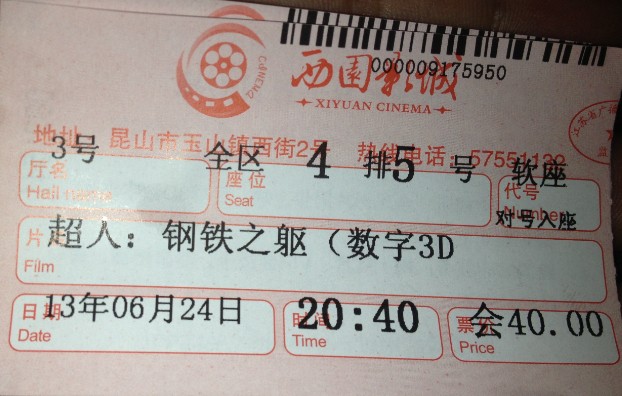 CINEMA
西園影城
000009175950
XIYUAN CINEMA
地址：昆山市玉山镇西街2号 热线电话：57551122
3号 全区 4 排 5 号 软座
厅名 座位 代号
Hall Seat Number
对号入座
超人：钢铁之躯（数字3D
片
Film
13年06月24日 20:40 会40.00
日期 时间 票价
Date Time Price